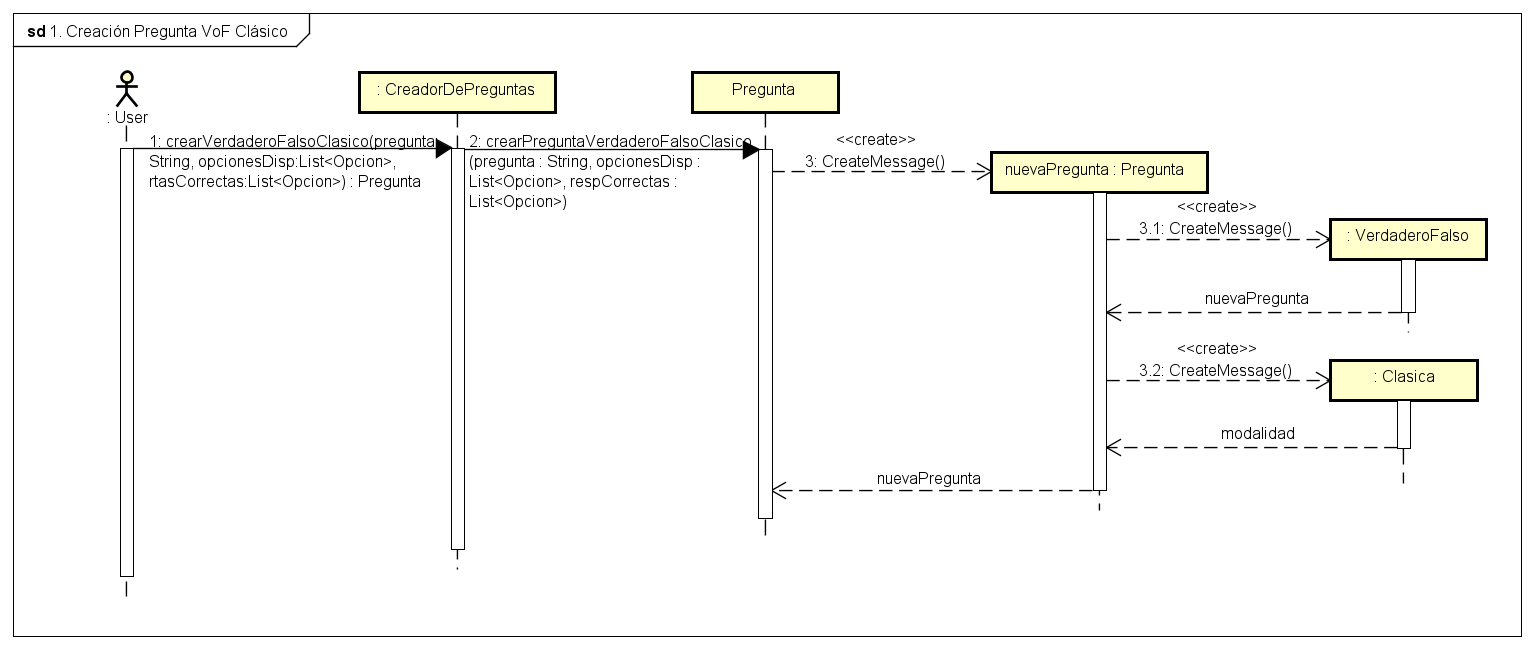 sd 1. Creación Pregunta VoF Clásico
: User
: CreadorDePreguntas
Pregunta
1: crearVerdaderoFalsoClasico(pregunta
String, opcionesDisp:List<Opcion>,
rtasCorrectas:List<Opcion>) : Pregunta
2: crearPreguntaVerdaderoFalsoClasico
(pregunta : String, opcionesDisp :
List<Opcion>, respCorrectas :
List<Opcion>)
<<create>>
3: CreateMessage()
nuevaPregunta : Pregunta
<<create>>
3.1: CreateMessage()
: VerdaderoFalso
nuevaPregunta
<<create>>
3.2: CreateMessage()
: Clasica
modalidad
nuevaPregunta